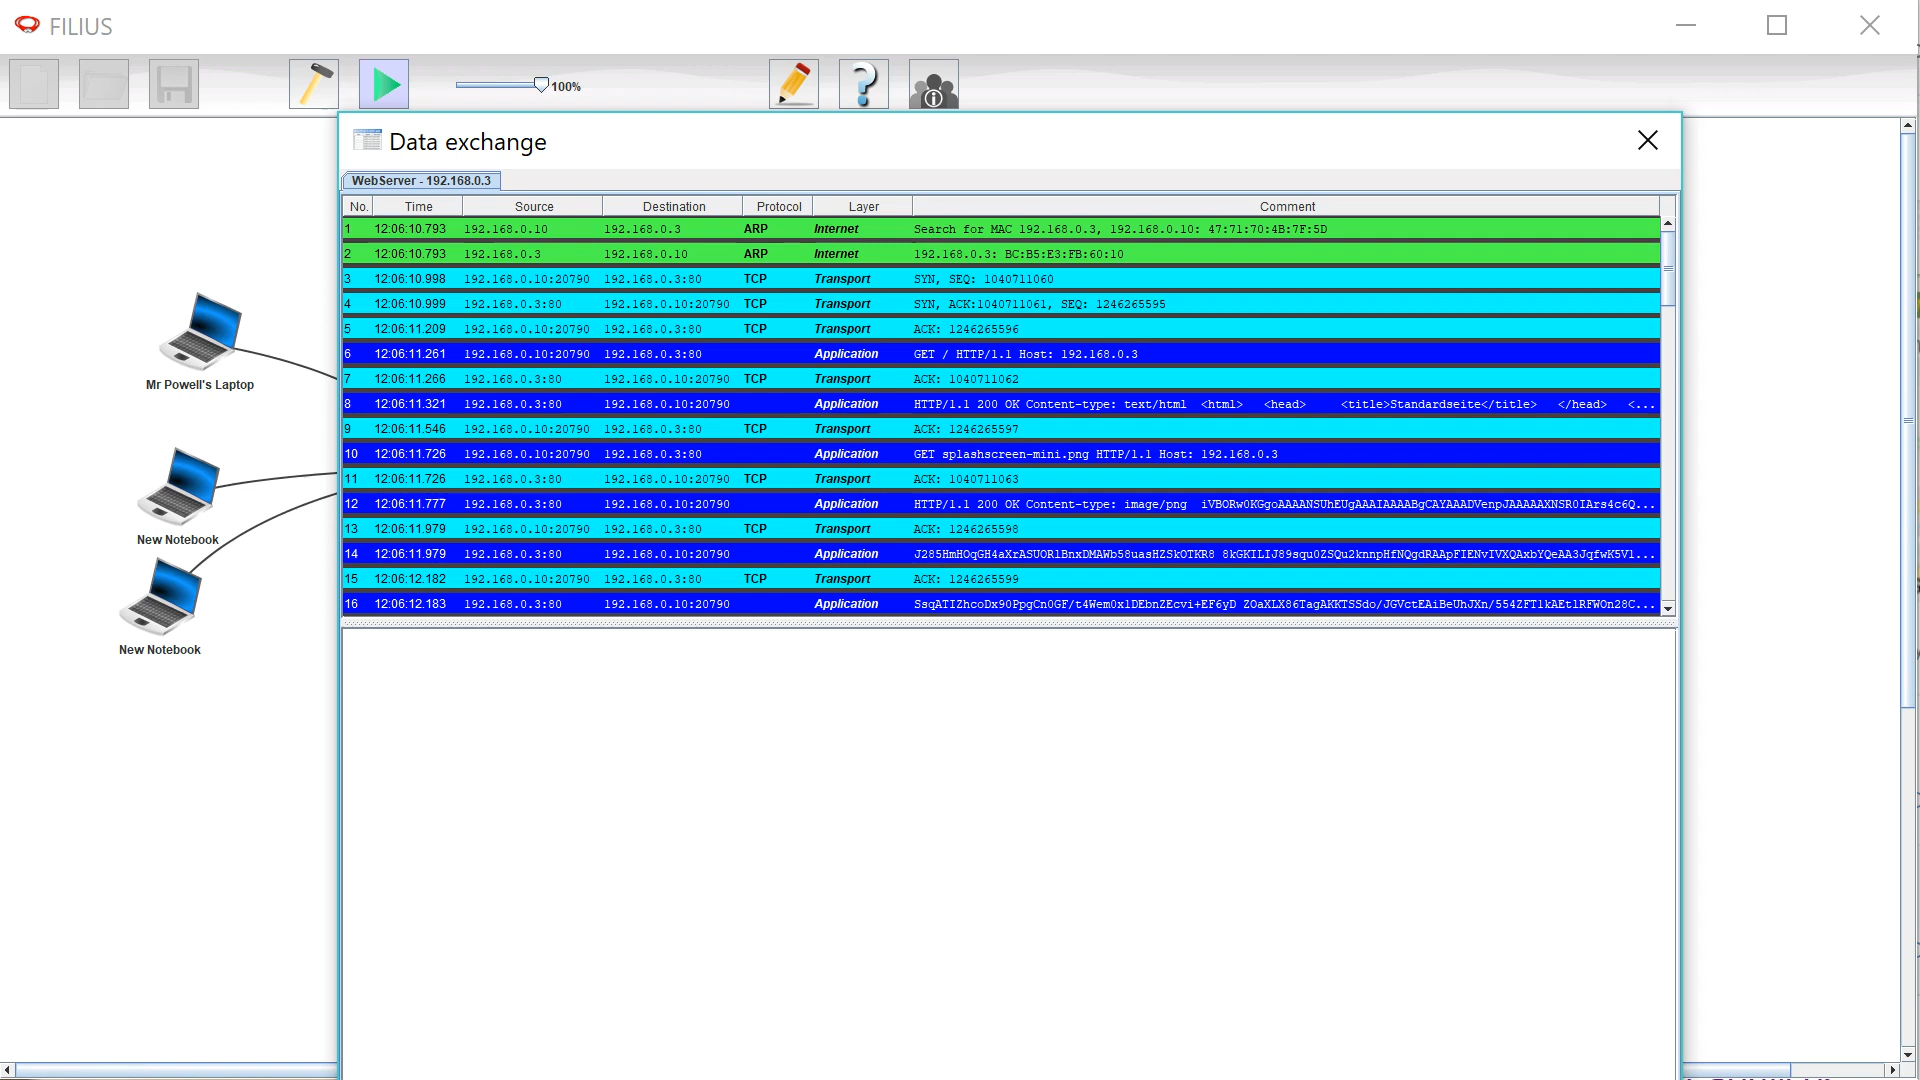 FILIUS
100%
Data exchange
WebServer - 192.168.0.3
No. Time Source Destination Protocol Layer Comment
1 12:06:10.793 192.168.0.10 192.168.0.3 ARP Internet Search for MAC 192.168.0.3, 192.168.0.10: 47:71:70:4B:7F:5D
2 12:06:10.793 192.168.0.3 192.168.0.10 ARP Internet 192.168.0.3: BC:B5:E3:FB:60:10
3 12:06:10.998 192.168.0.10:20790 192.168.0.3:80 TCP Transport SYN, SEQ: 1040711060
4 12:06:10.999 192.168.0.3:80 192.168.0.10:20790 TCP Transport SYN, ACK:1040711061, SEQ: 1246265595
5 12:06:11.209 192.168.0.10:20790 192.168.0.3:80 TCP Transport ACK: 1246265596
6 12:06:11.261 192.168.0.10:20790 192.168.0.3:80 Application GET / HTTP/1.1 Host: 192.168.0.3
7 12:06:11.266 192.168.0.3:80 192.168.0.10:20790 TCP Transport ACK: 1040711062
8 12:06:11.321 192.168.0.3:80 192.168.0.10:20790 Application HTTP/1.1 200 OK Content-type: text/html <html> <head> <title>Standardseite</title> </head> <...
9 12:06:11.546 192.168.0.10:20790 192.168.0.3:80 TCP Transport ACK: 1246265597
10 12:06:11.726 192.168.0.10:20790 192.168.0.3:80 Application GET splashscreen-mini.png HTTP/1.1 Host: 192.168.0.3
11 12:06:11.726 192.168.0.3:80 192.168.0.10:20790 TCP Transport ACK: 1040711063
12 12:06:11.777 192.168.0.3:80 192.168.0.10:20790 Application HTTP/1.1 200 OK Content-type: image/png
13 12:06:11.979 192.168.0.10:20790 192.168.0.3:80 TCP Transport ACK: 1246265598
14 12:06:11.979 192.168.0.3:80 192.168.0.10:20790 Application
15 12:06:12.182 192.168.0.10:20790 192.168.0.3:80 TCP Transport ACK: 1246265599
16 12:06:12.183 192.168.0.3:80 192.168.0.10:20790 Application
Mr Powell's Laptop
New Notebook
New Notebook